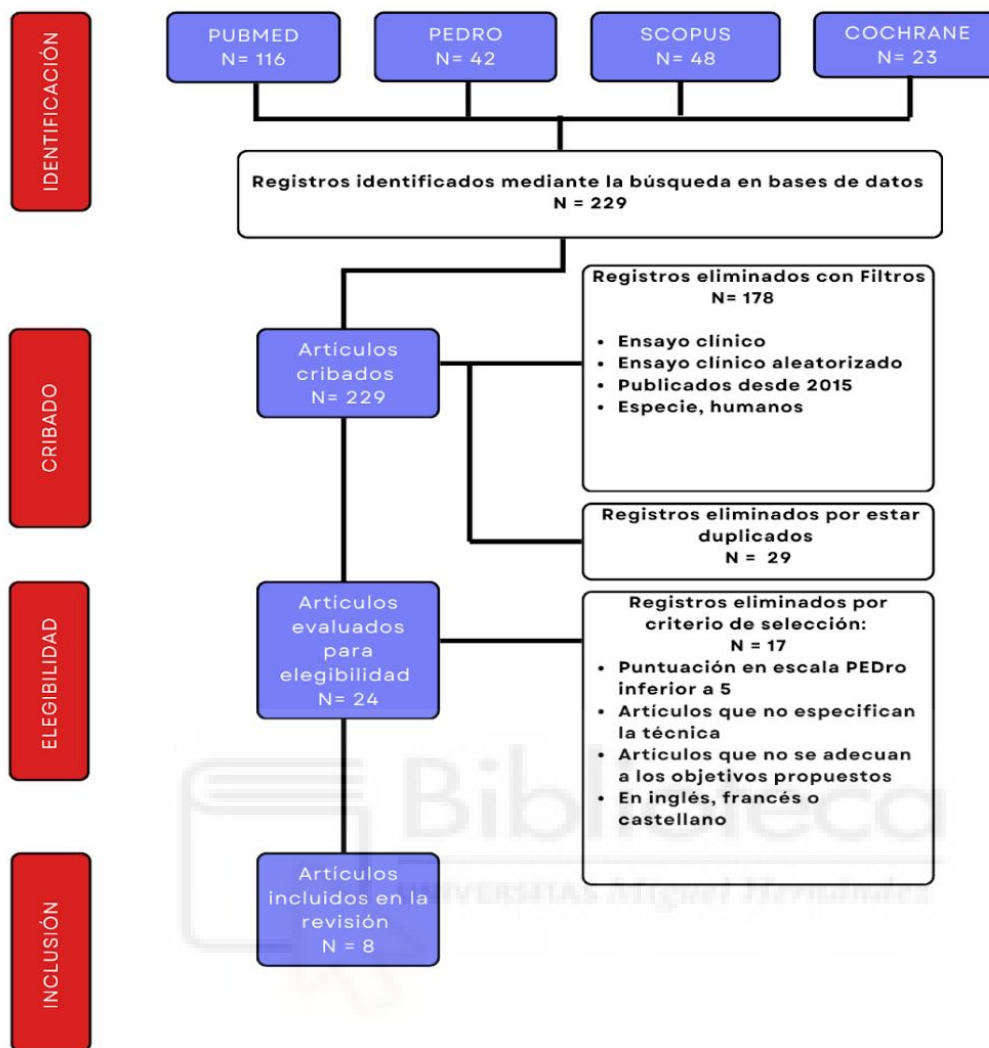 IDENTIFICACIÓN
PUBMED
N= 116
PEDRO
N= 42
SCOPUS
N= 48
COCHRANE
N= 23
Registros identificados mediante la búsqueda en bases de datos
N = 229
CRIBADO
Artículos
cribados
N= 229
Registros eliminados con Filtros
N= 178
• Ensayo clínico
• Ensayo clínico aleatorizado
• Publicados desde 2015
• Especie, humanos
Registros eliminados por estar
duplicados
N = 29
ELEGIBILIDAD
Artículos
evaluados
para
elegibilidad
N= 24
Registros eliminados por
criterio de selección:
N = 17
• Puntuación en escala PEDro
inferior a 5
• Artículos que no especifican
la técnica
• Artículos que no se adecuan
a los objetivos propuestos
• En inglés, francés o
castellano
INCLUSIÓN
Artículos
incluidos en la
revisión
N = 8
Biblioteca
UNIVERSITAS Miguel Hernández